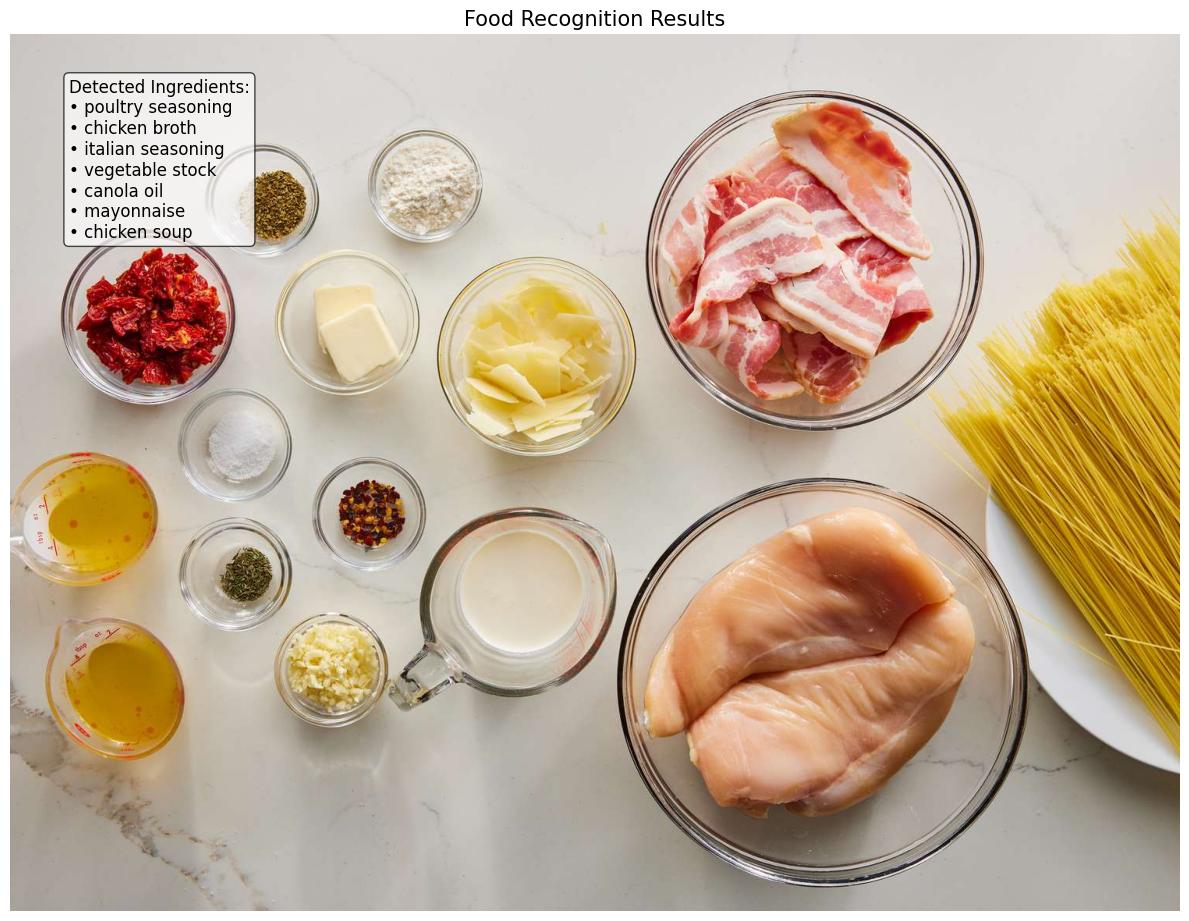 Food Recognition Results
Detected Ingredients:
• poultry seasoning
• chicken broth
• italian seasoning
• vegetable stock
• canola oil
• mayonnaise
• chicken soup